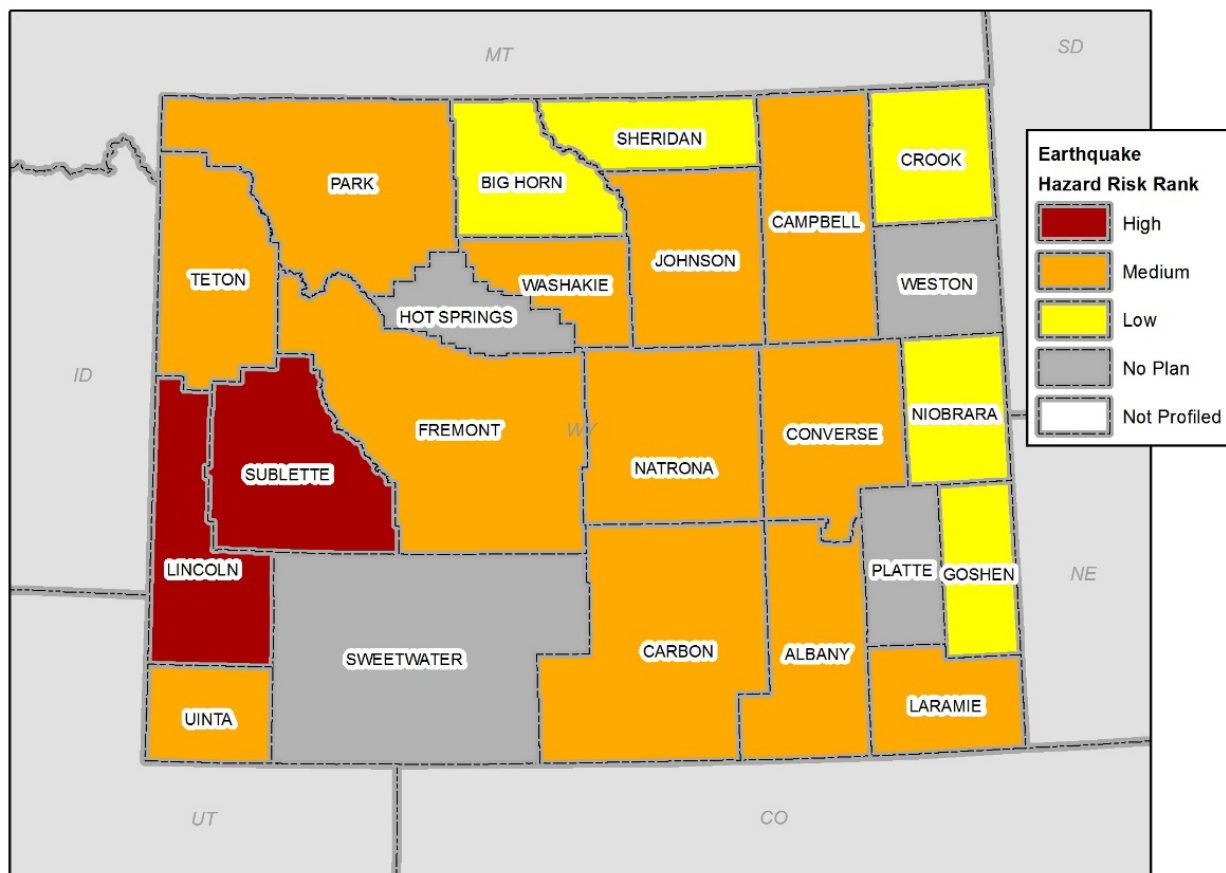 MT
SD
SHERIDAN
CROOK
PARK
BIG HORN
CAMPBELL
JOHNSON
TETON
WASHAKIE
WESTON
HOT SPRINGS
ID
NIOBRARA
FREMONT
WY
CONVERSE
NATRONA
SUBLETTE
LINCOLN
PLATTE
GOSHEN
NE
SWEETWATER
CARBON
ALBANY
UINTA
LARAMIE
UT
CO
Earthquake
Hazard Risk Rank
High
Medium
Low
No Plan
Not Profiled